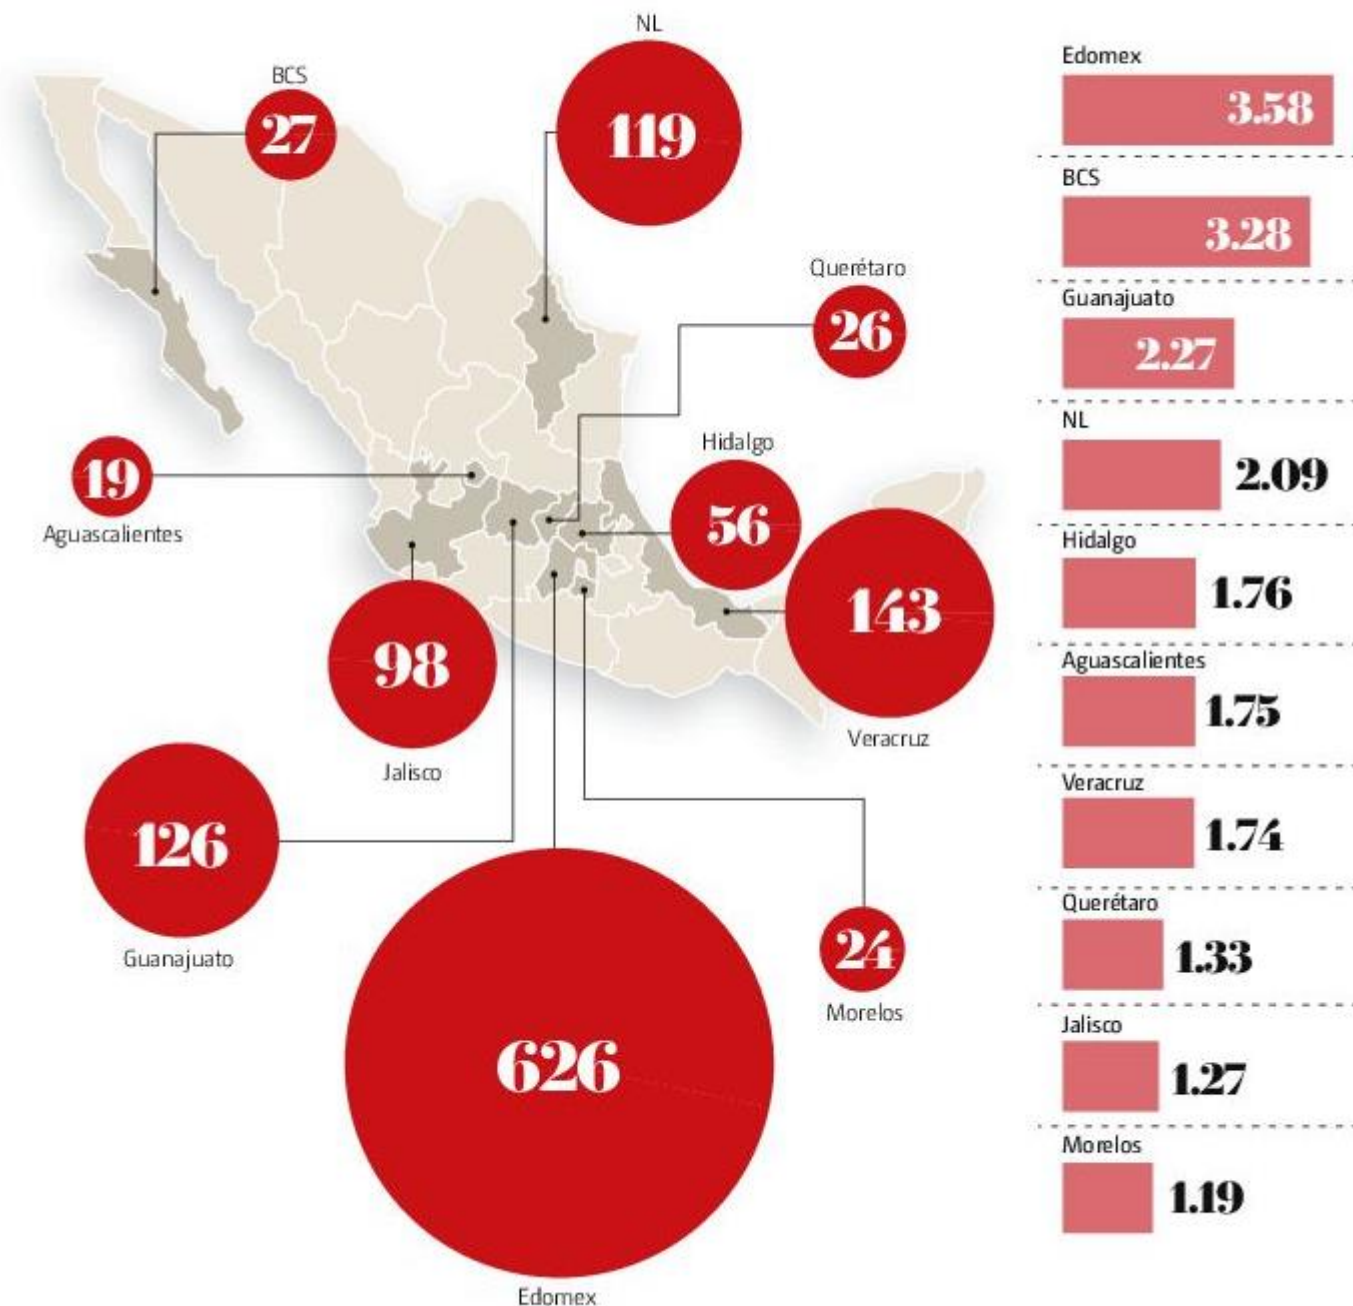 NL
119
BCS
27
Querétaro
26
Hidalgo
56
19
Aguascalientes
143
Veracruz
98
Jalisco
126
Guanajuato
24
Morelos
626
Edomex
Edomex
3.58
BCS
3.28
Guanajuato
2.27
NL
2.09
Hidalgo
1.76
Aguascalientes
1.75
Veracruz
1.74
Querétaro
1.33
Jalisco
1.27
Morelos
1.19